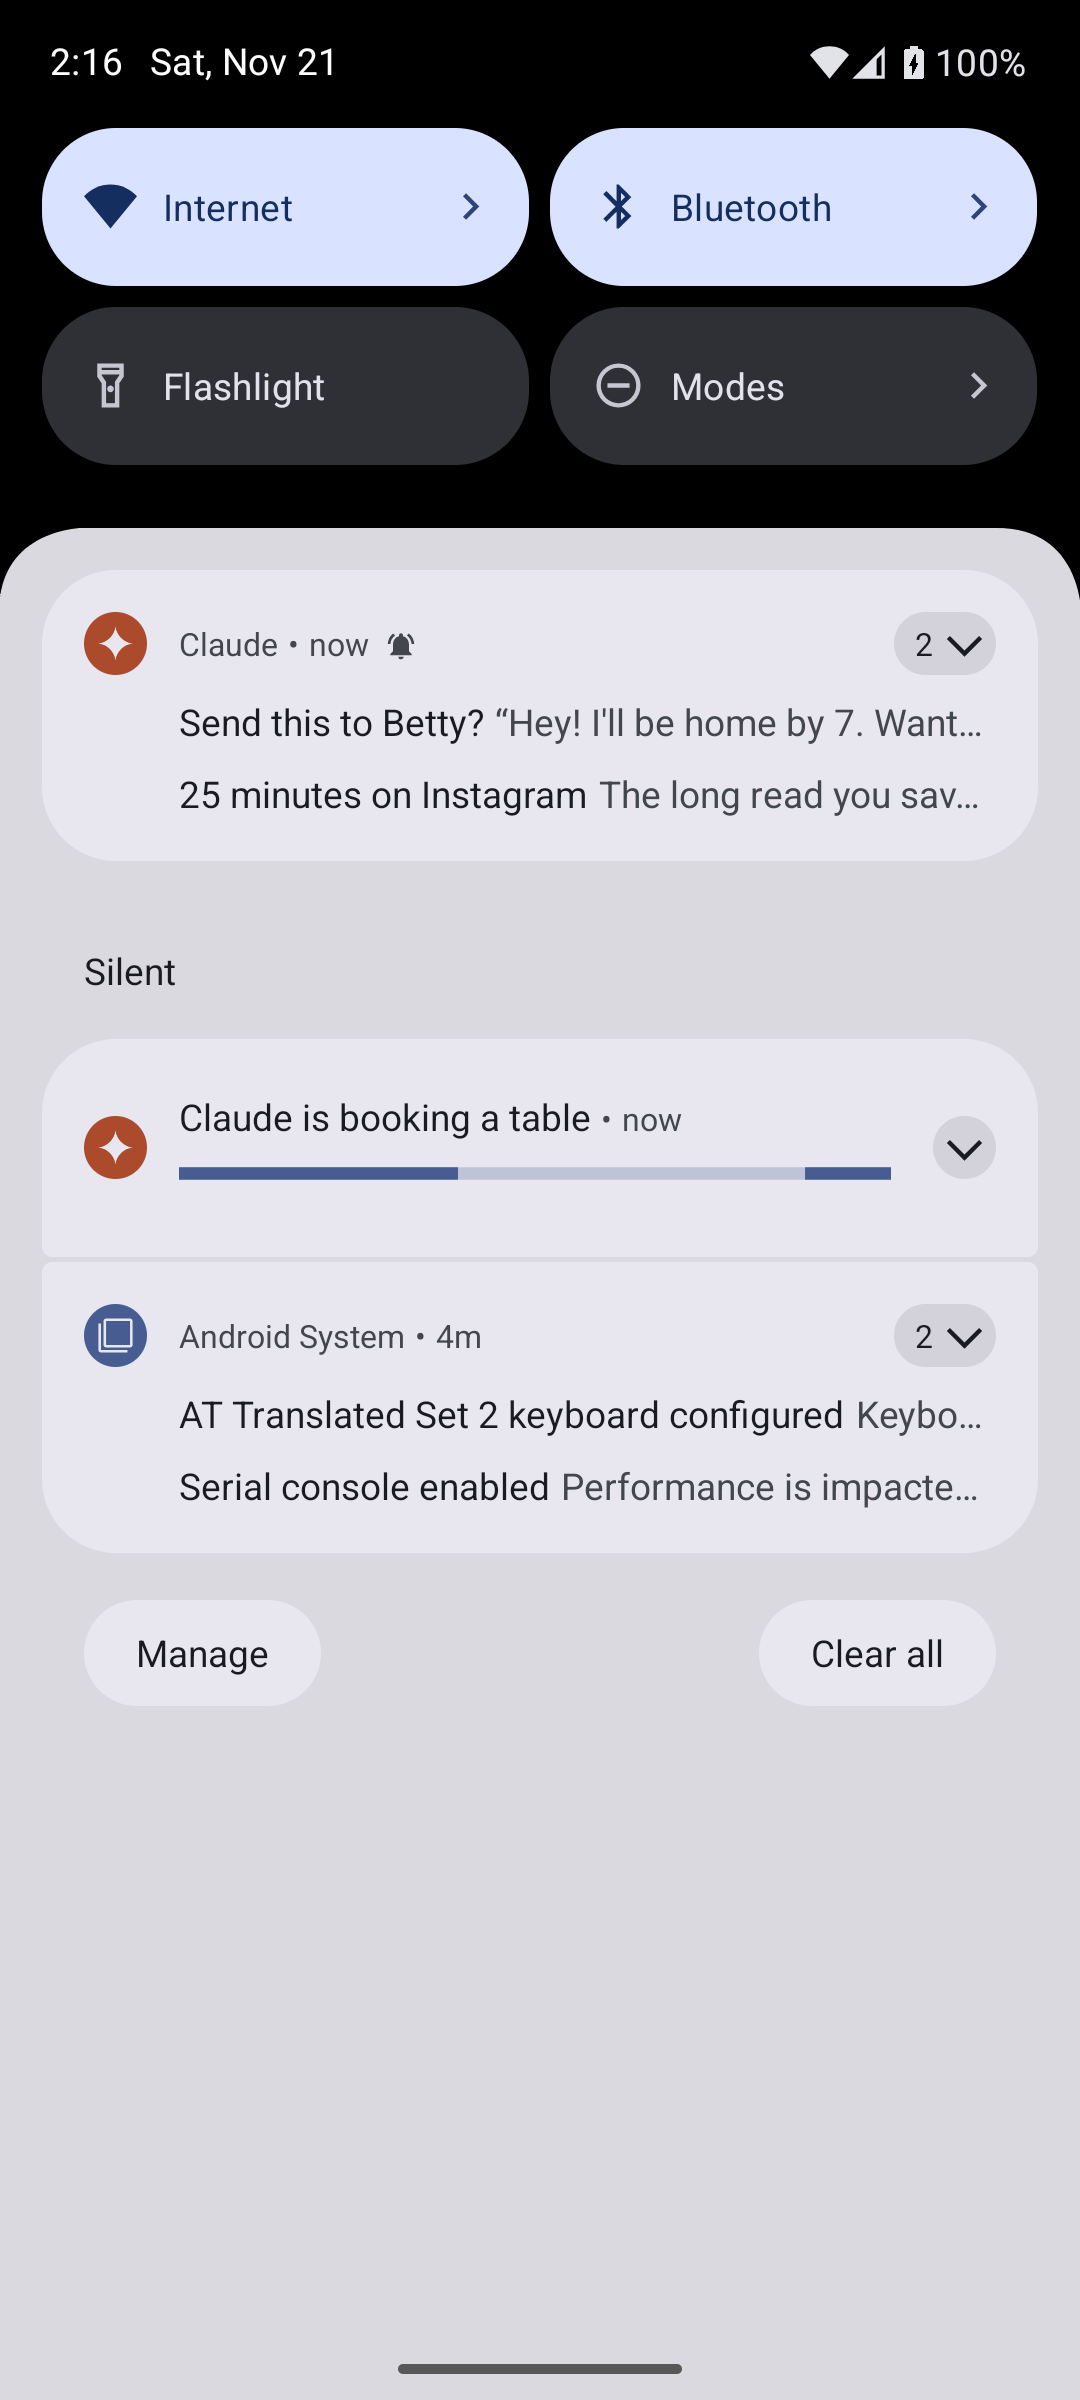 2:16 Sat, Nov 21 100%
Internet
Bluetooth
Flashlight
Modes
Claude • now 2
Send this to Betty? “Hey! I'll be home by 7. Want…
25 minutes on Instagram The long read you sav…
Silent
Claude is booking a table • now
Android System • 4m 2
AT Translated Set 2 keyboard configured Keybo…
Serial console enabled Performance is impacte…
Manage
Clear all